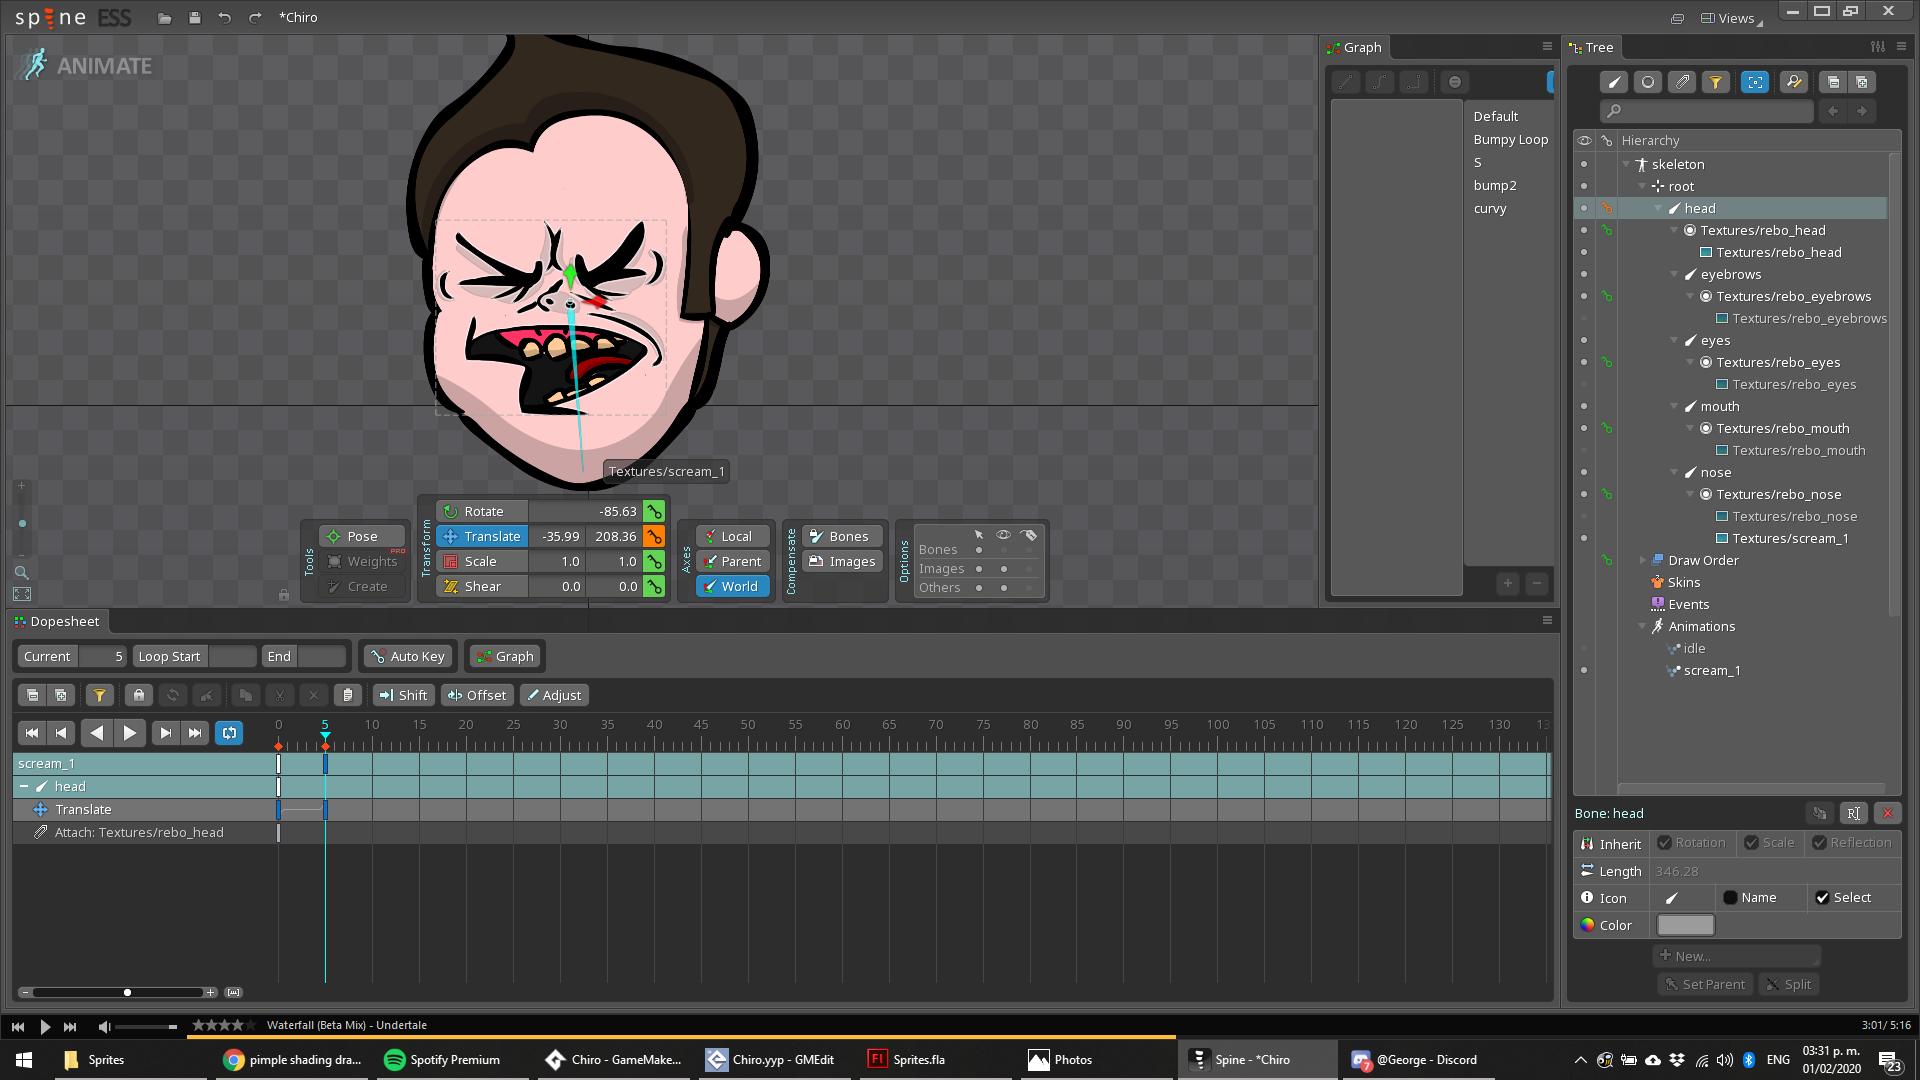 spine ESS
*Chiro
Views
ANIMATE
Graph
Tree
Default
Bumpy Loop
S
bump2
curvy
Hierarchy
skeleton
root
head
Textures/rebo_head
Textures/rebo_head
eyebrows
Textures/rebo_eyebrows
Textures/rebo_eyebrows
eyes
Textures/rebo_eyes
Textures/rebo_eyes
mouth
Textures/rebo_mouth
Textures/rebo_mouth
nose
Textures/rebo_nose
Textures/rebo_nose
Textures/scream_1
Draw Order
Skins
Events
Animations
idle
scream_1
Textures/scream_1
Tools
Pose
Weights PRO
Create
Transform
Rotate -85.63
Translate -35.99 208.36
Scale 1.0 1.0
Shear 0.0 0.0
Axes
Local
Parent
World
Compensate
Bones
Images
Options
Bones
Images
Others
Dopesheet
Current 5 Loop Start End Auto Key Graph
Shift Offset Adjust
0 5 10 15 20 25 30 35 40 45 50 55 60 65 70 75 80 85 90 95 100 105 110 115 120 125 130 13
scream_1
head
Translate
Attach: Textures/rebo_head
Bone: head
Inherit Rotation Scale Reflection
Length 346.28
Icon Name Select
Color
New...
Set Parent Split
Waterfall (Beta Mix) - Undertale
3:01/ 5:16
Sprites
pimple shading dra...
Spotify Premium
Chiro - GameMake...
Chiro.yyp - GMEdit
Fl Sprites.fla
Photos
Spine - *Chiro
7 @George - Discord
ENG
03:31 p. m.
01/02/2020
23